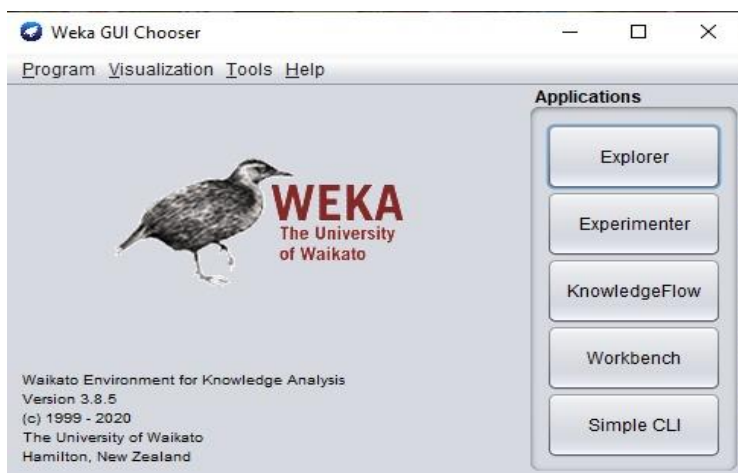 Weka GUI Chooser
Program Visualization Tools Help
Applications
Explorer
Experimenter
KnowledgeFlow
Workbench
Simple CLI
WEKA
The University
of Waikato
Waikato Environment for Knowledge Analysis
Version 3.8.5
(c) 1999 - 2020
The University of Waikato
Hamilton, New Zealand